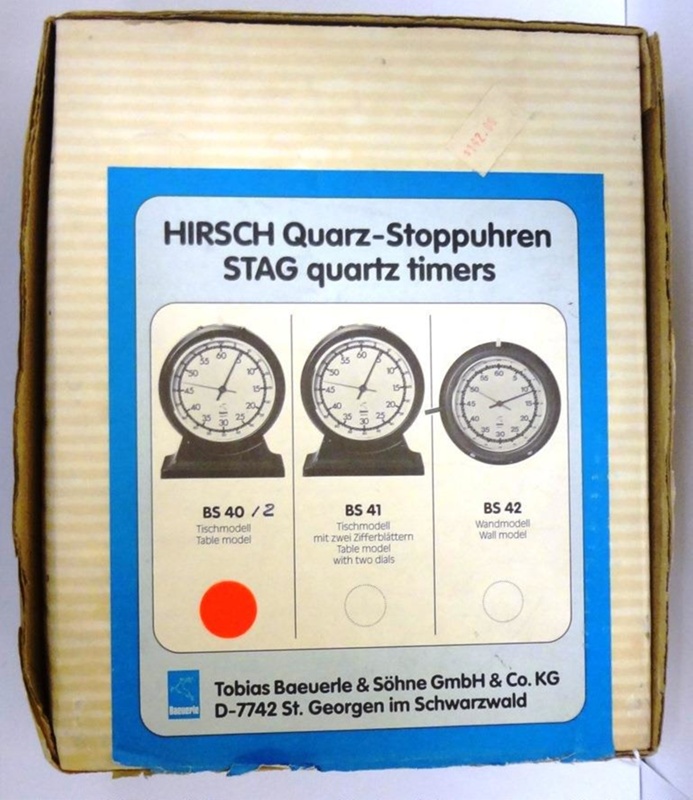 HIRSCH Quarz-Stoppuhren
STAG quartz timers
BS 40 / 2
Tischmodell
Table model
BS 41
Tischmodell
mit zwei Zifferblättern
Table model
with two dials
BS 42
Wandmodell
Wall model
Baeuerle
Tobias Baeuerle & Söhne GmbH & Co. KG
D-7742 St. Georgen im Schwarzwald